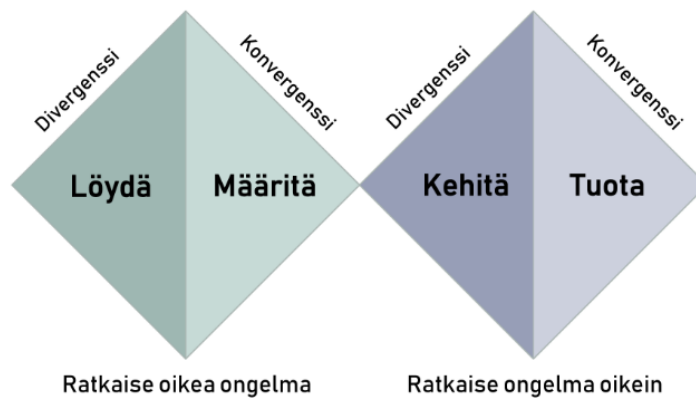 Divergenssi
Konvergenssi
Divergenssi
Konvergenssi
Löydä
Määritä
Kehitä
Tuota
Ratkaise oikea ongelma
Ratkaise ongelma oikein